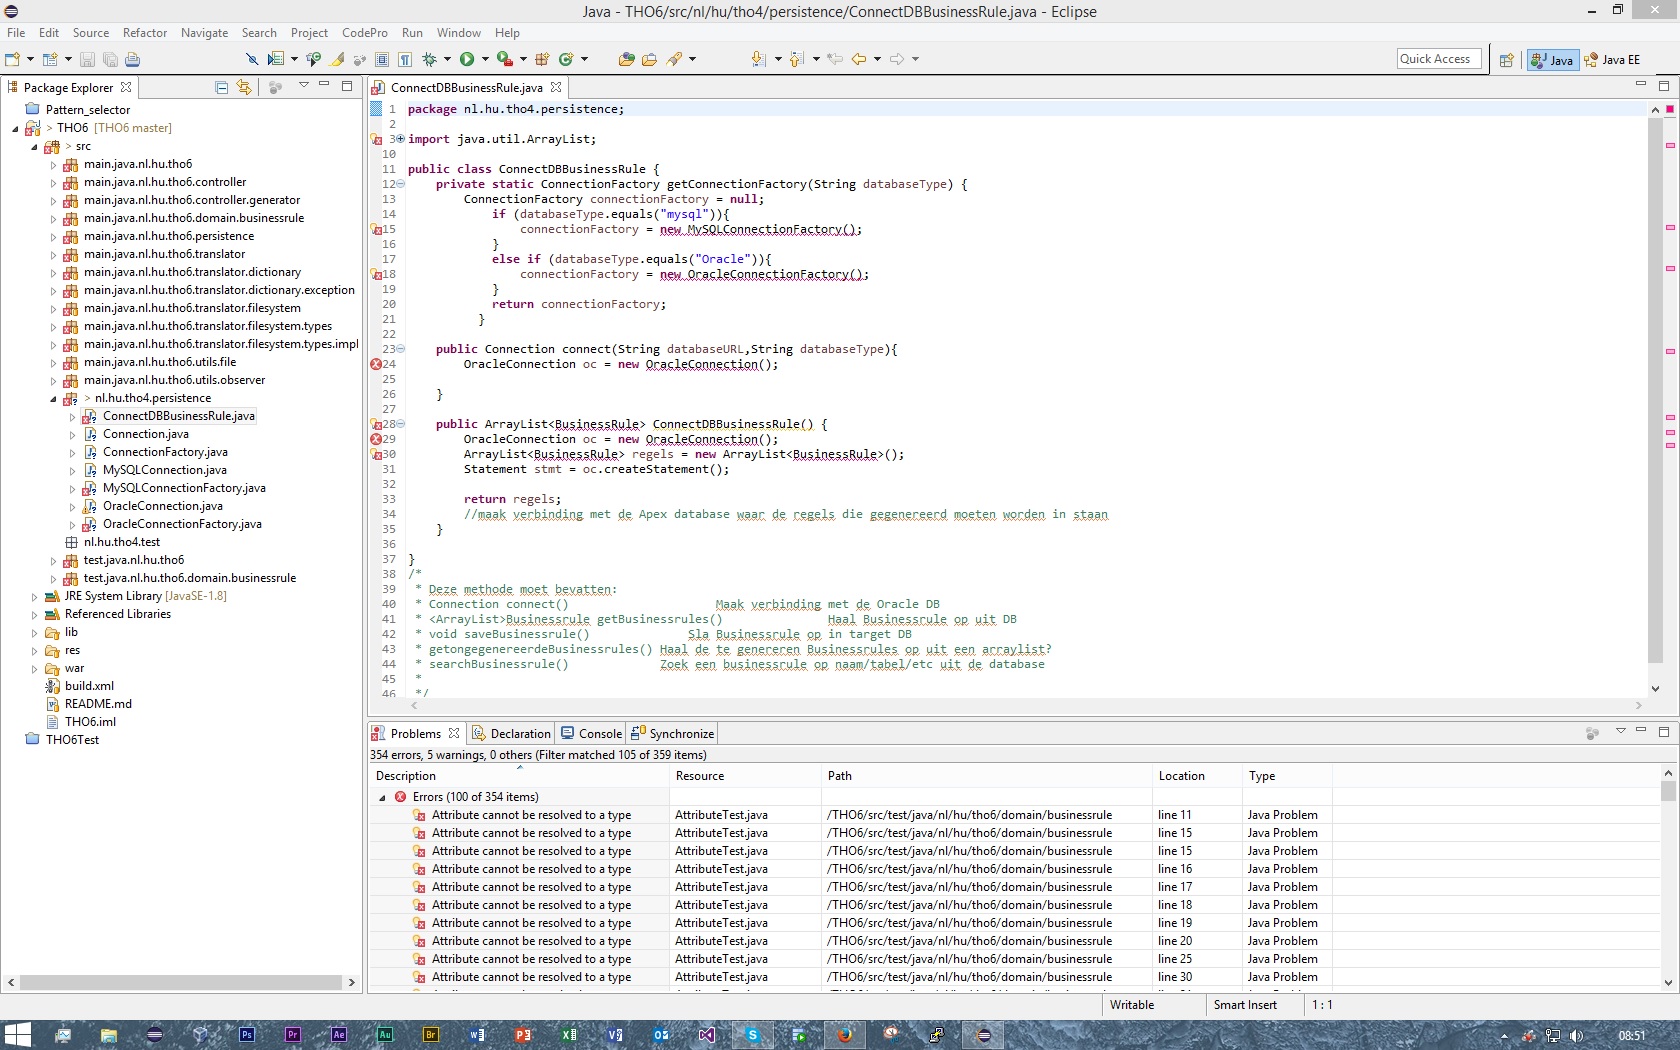 Java - THO6/src/nl/hu/tho4/persistence/ConnectDBBusinessRule.java - Eclipse
File Edit Source Refactor Navigate Search Project CodePro Run Window Help
Quick Access
Java
Java EE
Package Explorer
Pattern_selector
> THO6 [THO6 master]
> src
main.java.nl.hu.tho6
main.java.nl.hu.tho6.controller
main.java.nl.hu.tho6.controller.generator
main.java.nl.hu.tho6.domain.businessrule
main.java.nl.hu.tho6.persistence
main.java.nl.hu.tho6.translator
main.java.nl.hu.tho6.translator.dictionary
main.java.nl.hu.tho6.translator.dictionary.exception
main.java.nl.hu.tho6.translator.filesystem
main.java.nl.hu.tho6.translator.filesystem.types
main.java.nl.hu.tho6.translator.filesystem.types.impl
main.java.nl.hu.tho6.utils.file
main.java.nl.hu.tho6.utils.observer
> nl.hu.tho4.persistence
ConnectDBBusinessRule.java
Connection.java
ConnectionFactory.java
MySQLConnection.java
MySQLConnectionFactory.java
OracleConnection.java
OracleConnectionFactory.java
nl.hu.tho4.test
test.java.nl.hu.tho6
test.java.nl.hu.tho6.domain.businessrule
JRE System Library [JavaSE-1.8]
Referenced Libraries
lib
res
war
build.xml
README.md
THO6.iml
THO6Test
ConnectDBBusinessRule.java
1 package nl.hu.tho4.persistence;
2
3 import java.util.ArrayList;
10
11 public class ConnectDBBusinessRule {
12 private static ConnectionFactory getConnectionFactory(String databaseType) {
13 ConnectionFactory connectionFactory = null;
14 if (databaseType.equals("mysql")){
15 connectionFactory = new MySQLConnectionFactory();
16 }
17 else if (databaseType.equals("Oracle")){
18 connectionFactory = new OracleConnectionFactory();
19 }
20 return connectionFactory;
21 }
22
23 public Connection connect(String databaseURL,String databaseType){
24 OracleConnection oc = new OracleConnection();
25
26 }
27
28 public ArrayList<BusinessRule> ConnectDBBusinessRule() {
29 OracleConnection oc = new OracleConnection();
30 ArrayList<BusinessRule> regels = new ArrayList<BusinessRule>();
31 Statement stmt = oc.createStatement();
32
33 return regels;
34 //maak verbinding met de Apex database waar de regels die gegenereerd moeten worden in staan
35 }
36
37 }
38 /*
39 * Deze methode moet bevatten:
40 * Connection connect() Maak verbinding met de Oracle DB
41 * <ArrayList>Businessrule getBusinessrules() Haal Businessrule op uit DB
42 * void saveBusinessrule() Sla Businessrule op in target DB
43 * getongegenereerdeBusinessrules() Haal de te genereren Businessrules op uit een arraylist?
44 * searchBusinessrule() Zoek een businessrule op naam/tabel/etc uit de database
45 *
46 */
Problems Declaration Console Synchronize
354 errors, 5 warnings, 0 others (Filter matched 105 of 359 items)
Description Resource Path Location Type
Errors (100 of 354 items)
Attribute cannot be resolved to a type AttributeTest.java /THO6/src/test/java/nl/hu/tho6/domain/businessrule line 11 Java Problem
Attribute cannot be resolved to a type AttributeTest.java /THO6/src/test/java/nl/hu/tho6/domain/businessrule line 15 Java Problem
Attribute cannot be resolved to a type AttributeTest.java /THO6/src/test/java/nl/hu/tho6/domain/businessrule line 15 Java Problem
Attribute cannot be resolved to a type AttributeTest.java /THO6/src/test/java/nl/hu/tho6/domain/businessrule line 16 Java Problem
Attribute cannot be resolved to a type AttributeTest.java /THO6/src/test/java/nl/hu/tho6/domain/businessrule line 17 Java Problem
Attribute cannot be resolved to a type AttributeTest.java /THO6/src/test/java/nl/hu/tho6/domain/businessrule line 18 Java Problem
Attribute cannot be resolved to a type AttributeTest.java /THO6/src/test/java/nl/hu/tho6/domain/businessrule line 19 Java Problem
Attribute cannot be resolved to a type AttributeTest.java /THO6/src/test/java/nl/hu/tho6/domain/businessrule line 20 Java Problem
Attribute cannot be resolved to a type AttributeTest.java /THO6/src/test/java/nl/hu/tho6/domain/businessrule line 25 Java Problem
Attribute cannot be resolved to a type AttributeTest.java /THO6/src/test/java/nl/hu/tho6/domain/businessrule line 30 Java Problem
Writable Smart Insert 1 : 1
Ps Pr Ae Au Br 08:51